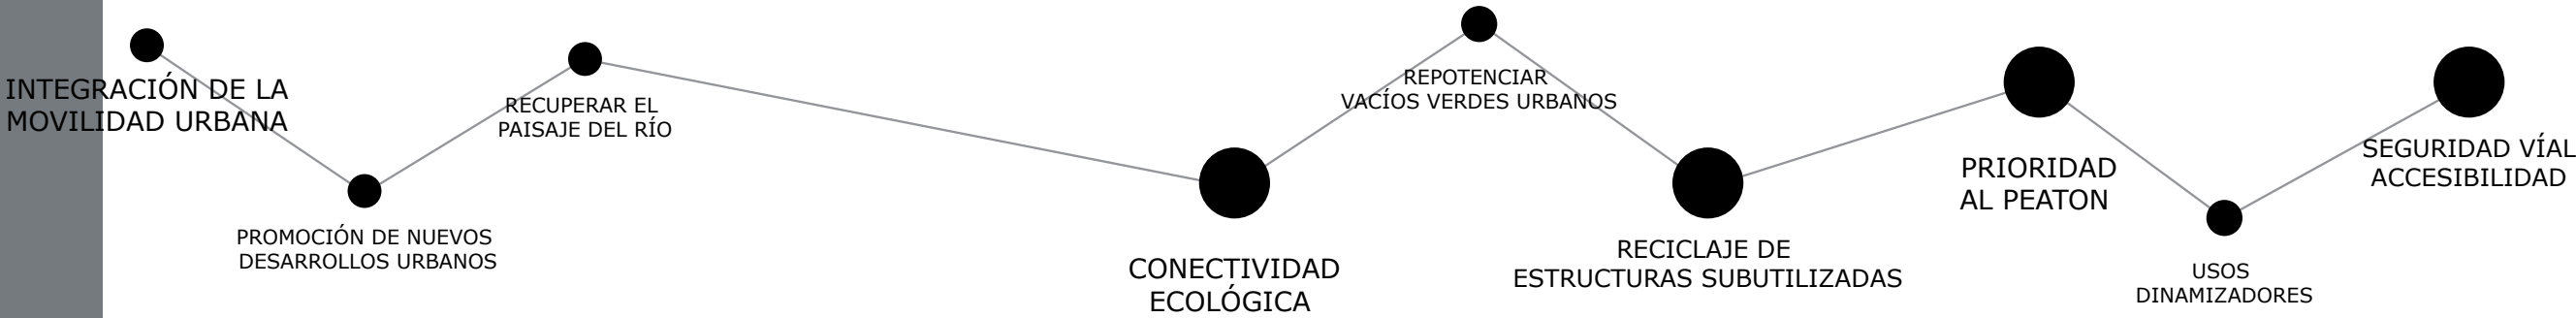 INTEGRACIÓN DE LA
MOVILIDAD URBANA
PROMOCIÓN DE NUEVOS
DESARROLLOS URBANOS
RECUPERAR EL
PAISAJE DEL RÍO
CONECTIVIDAD
ECOLÓGICA
REPOTENCIAR
VACÍOS VERDES URBANOS
RECICLAJE DE
ESTRUCTURAS SUBUTILIZADAS
PRIORIDAD
AL PEATON
USOS
DINAMIZADORES
SEGURIDAD VÍAL
ACCESIBILIDAD